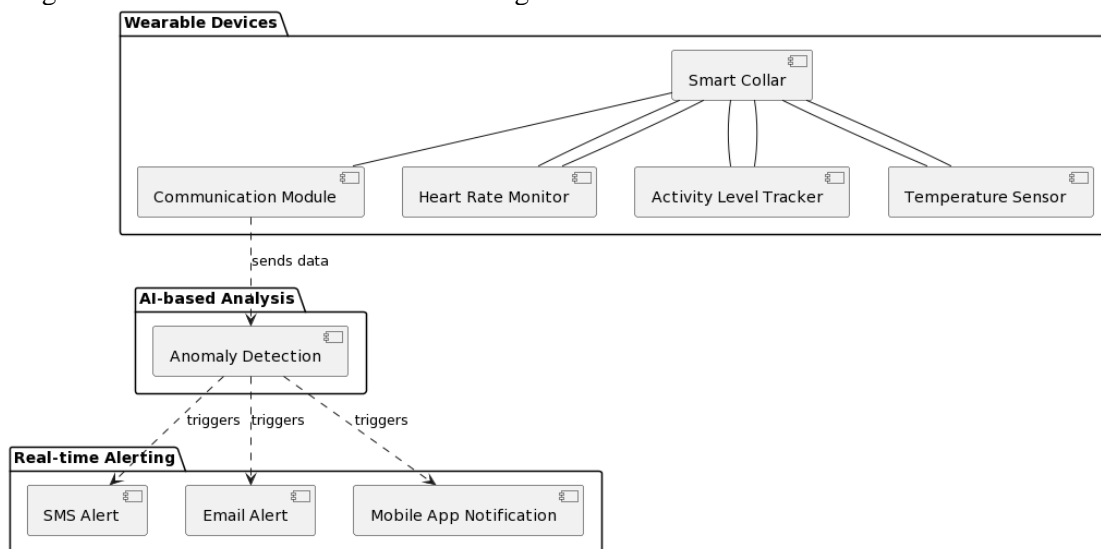 Wearable Devices
Smart Collar
Communication Module
Heart Rate Monitor
Activity Level Tracker
Temperature Sensor
sends data
AI-based Analysis
Anomaly Detection
triggers
triggers
triggers
Real-time Alerting
SMS Alert
Email Alert
Mobile App Notification